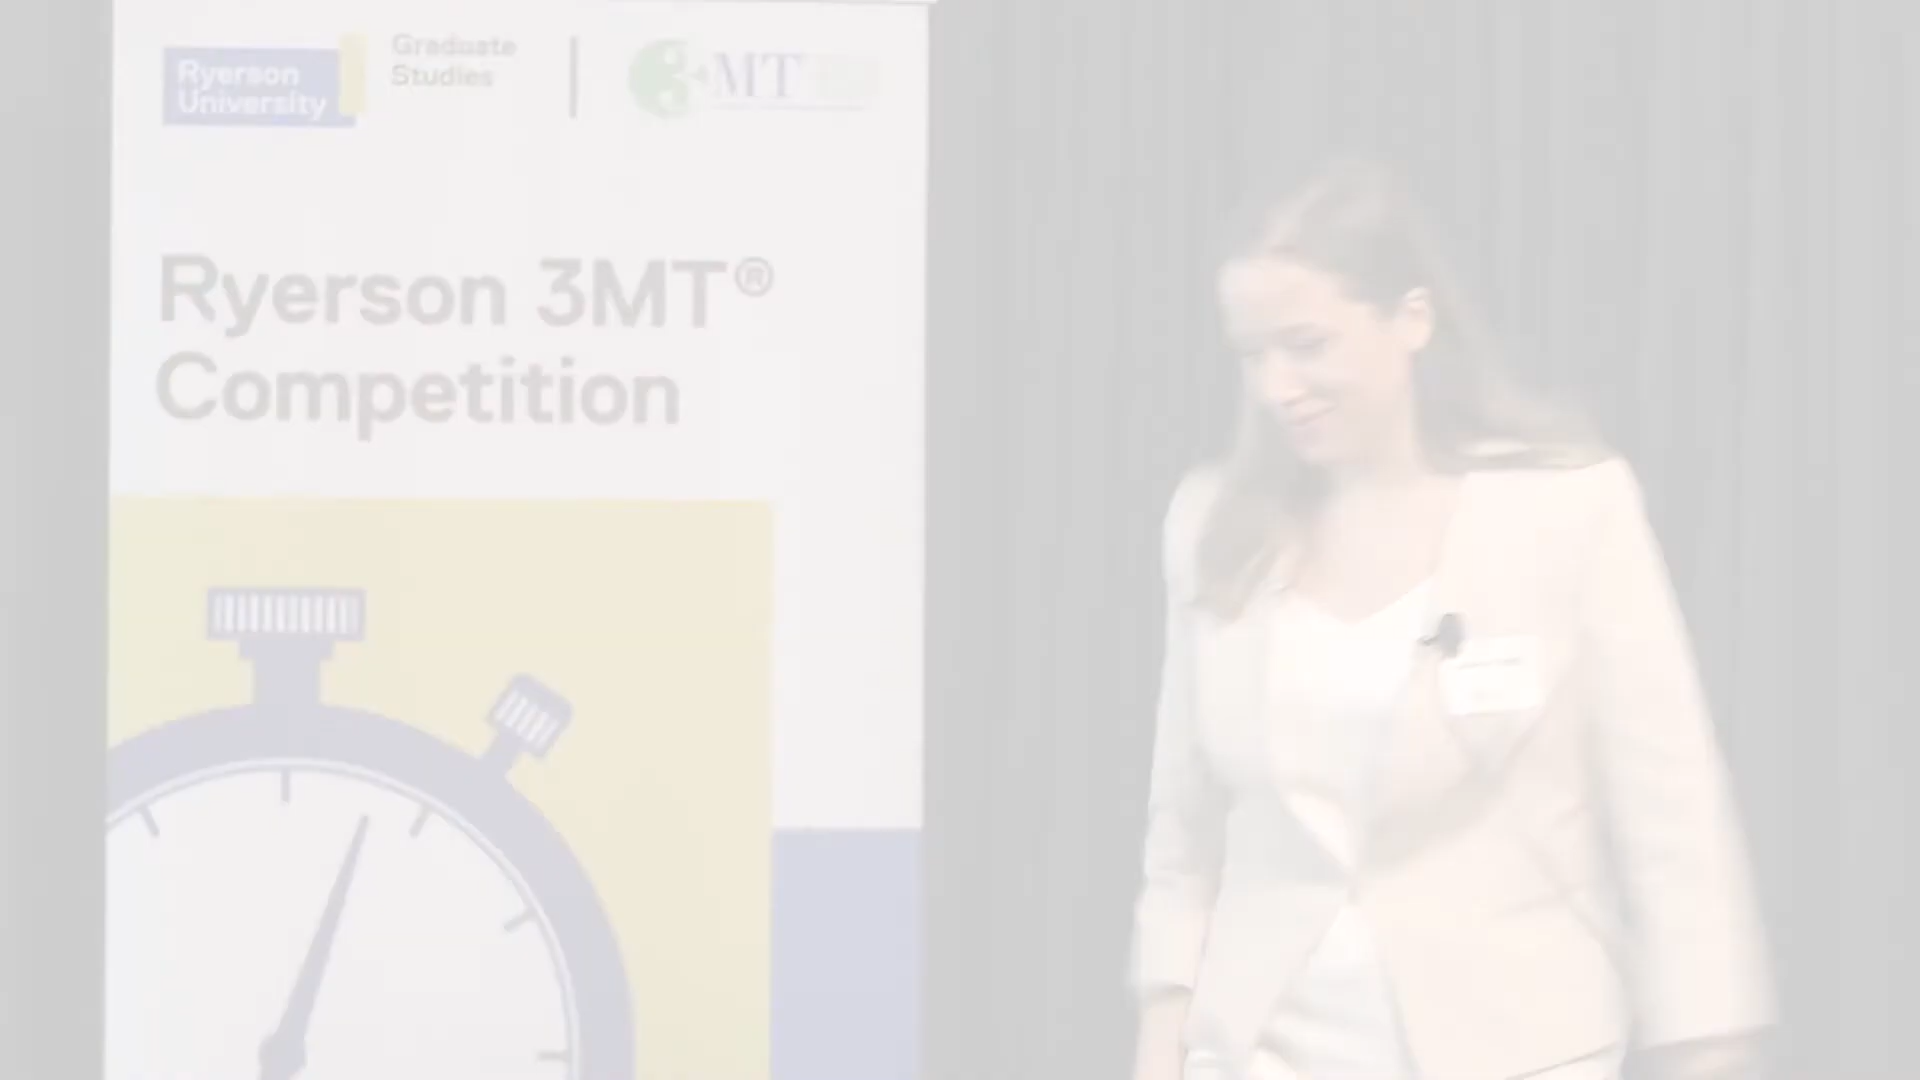 Ryerson
University
Graduate
Studies
3MT
Ryerson 3MT®
Competition